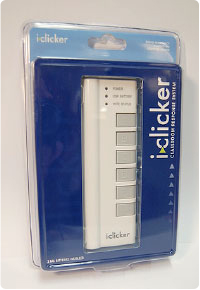 i>clicker
POWER
LOW BATTERY
VOTE STATUS
i>clicker
CLASSROOM RESPONSE SYSTEM
i>clicker